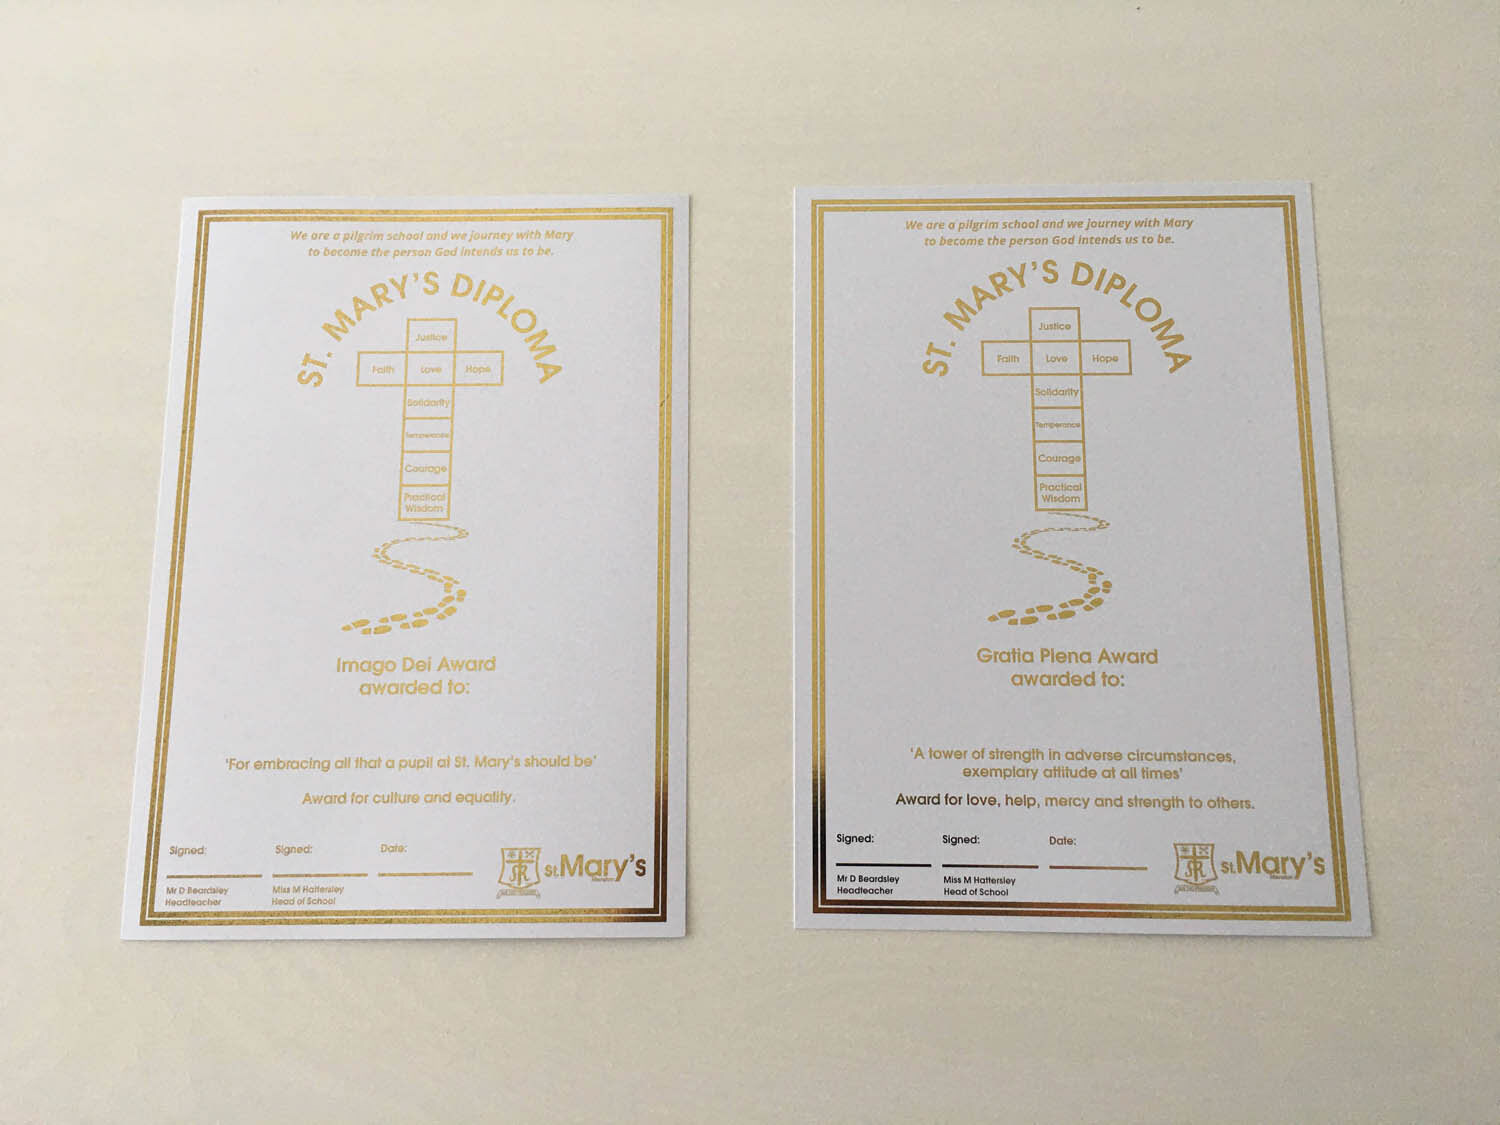 We are a pilgrim school and we journey with Mary
to become the person God intends us to be.
ST. MARY'S DIPLOMA
Justice
Faith Love Hope
Solidarity
Temperance
Courage
Practical
Wisdom
Imago Dei Award
awarded to:
'For embracing all that a pupil at St. Mary's should be'
Award for culture and equality.
Signed: Signed: Date:
Mr D Beardsley
Headteacher
Miss M Hattersley
Head of School
St. Mary's
We are a pilgrim school and we journey with Mary
to become the person God intends us to be.
ST. MARY'S DIPLOMA
Justice
Faith Love Hope
Solidarity
Temperance
Courage
Practical
Wisdom
Gratia Plena Award
awarded to:
'A tower of strength in adverse circumstances,
exemplary attitude at all times'
Award for love, help, mercy and strength to others.
Signed: Signed: Date:
Mr D Beardsley
Headteacher
Miss M Hattersley
Head of School
St. Mary's